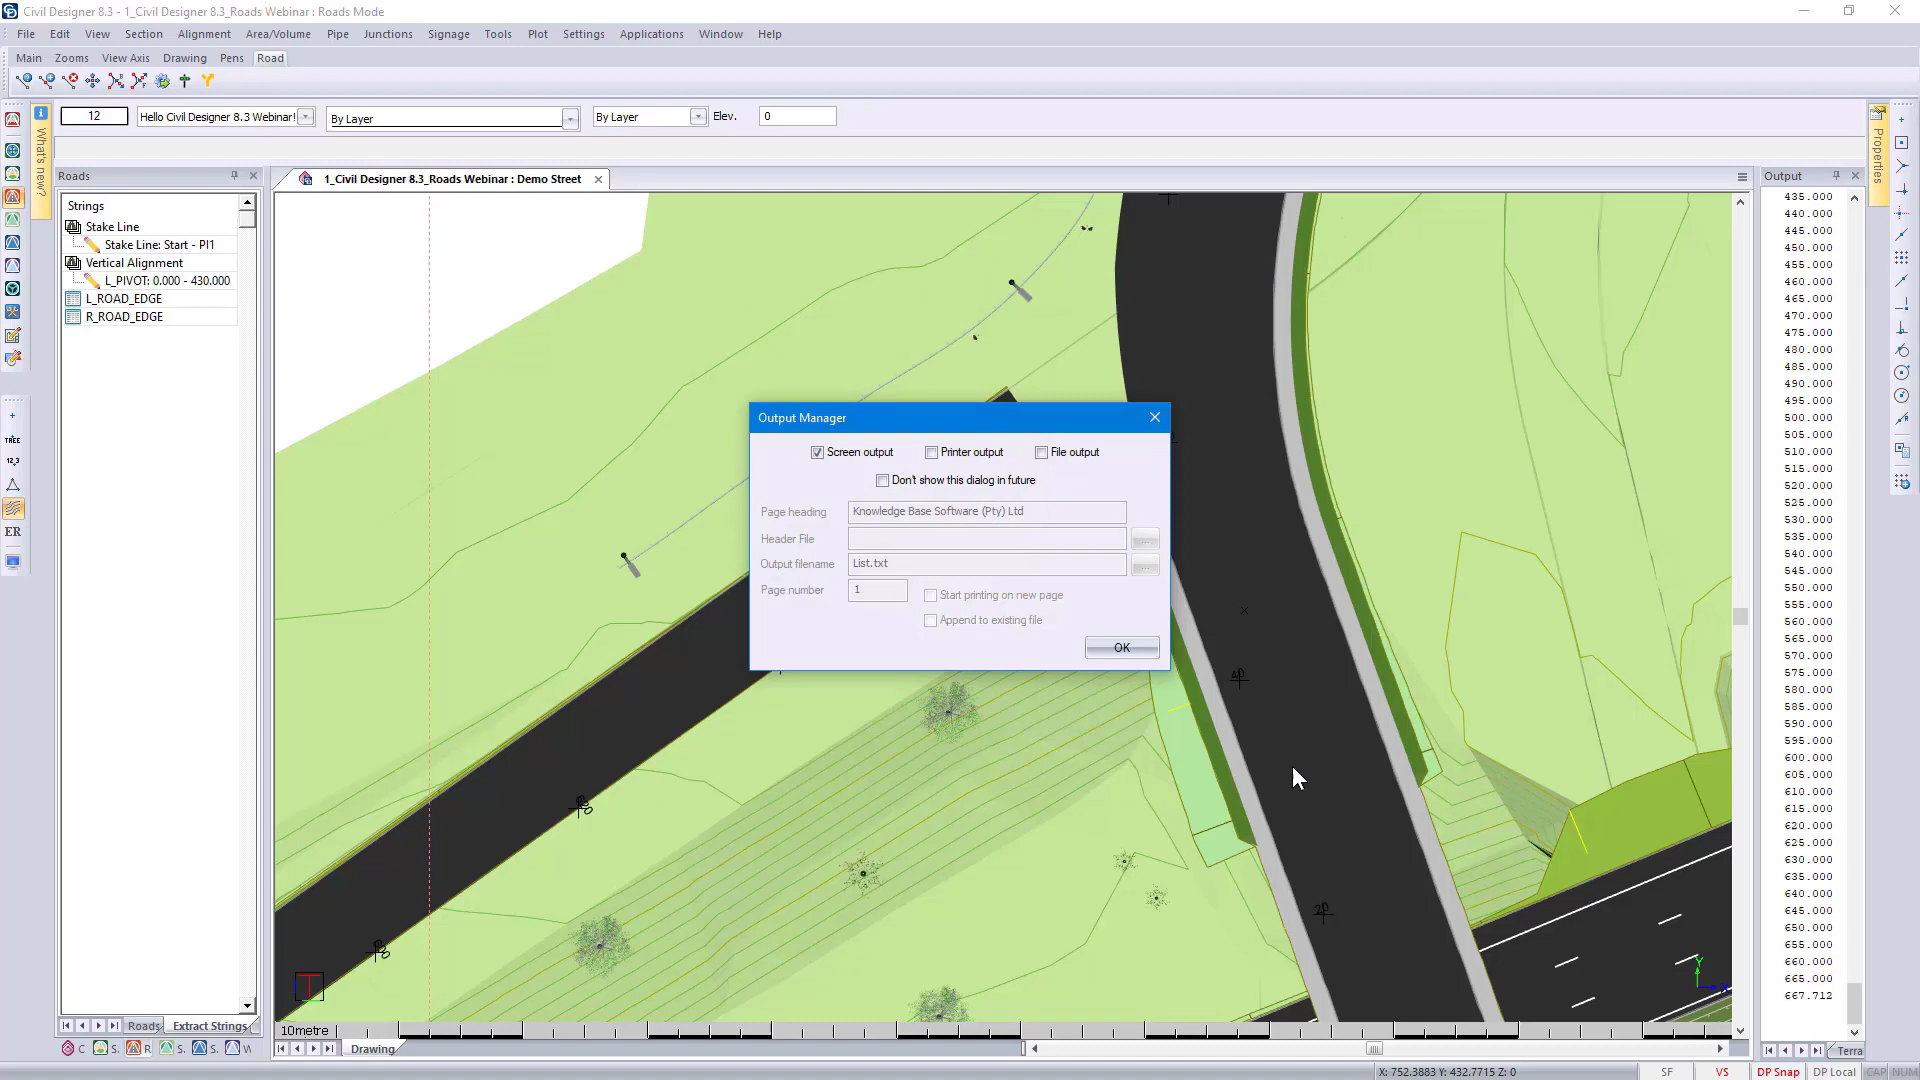 Civil Designer 8.3 - 1_Civil Designer 8.3_Roads Webinar : Roads Mode
File Edit View Section Alignment Area/Volume Pipe Junctions Signage Tools Plot Settings Applications Window Help
Main Zooms View Axis Drawing Pens Road
12 Hello Civil Designer 8.3 Webinar! By Layer By Layer Elev. 0
What's new?
Properties
Roads
1_Civil Designer 8.3_Roads Webinar : Demo Street
Output
Strings
Stake Line
Stake Line: Start - PI1
Vertical Alignment
L_PIVOT: 0.000 - 430.000
L_ROAD_EDGE
R_ROAD_EDGE
TREE
12.3
ER
Output Manager
Screen output Printer output File output
Don't show this dialog in future
Page heading Knowledge Base Software (Pty) Ltd
Header File
Output filename List.txt
Page number 1 Start printing on new page
Append to existing file
OK
40
20
435.000
440.000
445.000
450.000
455.000
460.000
465.000
470.000
475.000
480.000
485.000
490.000
495.000
500.000
505.000
510.000
515.000
520.000
525.000
530.000
535.000
540.000
545.000
550.000
555.000
560.000
565.000
570.000
575.000
580.000
585.000
590.000
595.000
600.000
605.000
610.000
615.000
620.000
625.000
630.000
635.000
640.000
645.000
650.000
655.000
660.000
665.000
667.712
Y
10metre
Roads Extract Strings
C S. R S. S. W
Drawing
Terra
X: 752.3883 Y: 432.7715 Z: 0 SF VS DP Snap DP Local CAP NUM